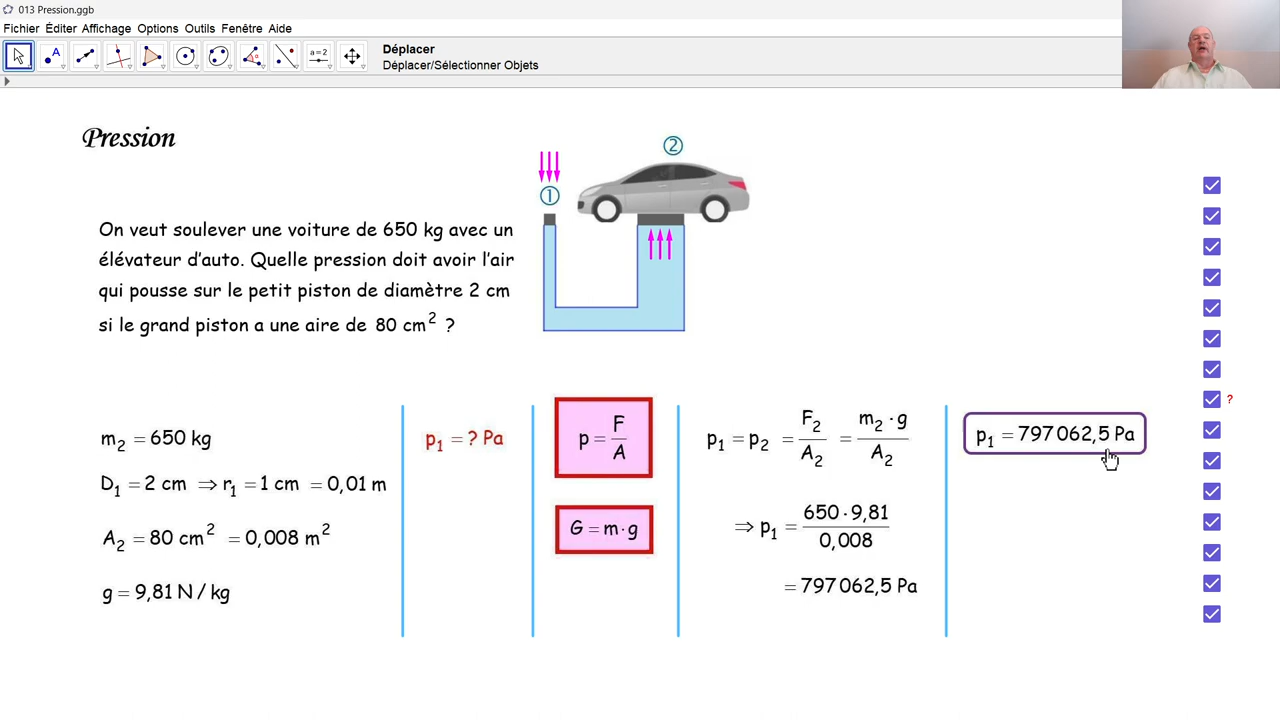 013 Pression.ggb
Fichier Éditer Affichage Options Outils Fenêtre Aide
A
a=2
Déplacer
Déplacer/Sélectionner Objets
Pression
②
①
On veut soulever une voiture de 650 kg avec un
élévateur d’auto. Quelle pression doit avoir l’air
qui pousse sur le petit piston de diamètre 2 cm
si le grand piston a une aire de 80 cm² ?
m₂ = 650 kg
D₁ = 2 cm ⇒ r₁ = 1 cm = 0,01 m
A₂ = 80 cm² = 0,008 m²
g = 9,81 N / kg
p₁ = ? Pa
p = F/A
G = m·g
p₁ = p₂ = F₂/A₂ = m₂·g/A₂
⇒ p₁ = 650·9,81/0,008
= 797 062,5 Pa
p₁ = 797 062,5 Pa
?